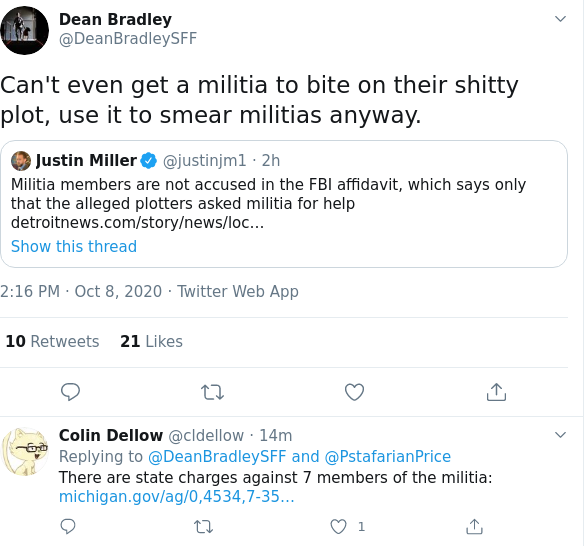 Dean Bradley
@DeanBradleySFF
Can't even get a militia to bite on their shitty
plot, use it to smear militias anyway.
Justin Miller @justinjm1 · 2h
Militia members are not accused in the FBI affidavit, which says only
that the alleged plotters asked militia for help
detroitnews.com/story/news/loc…
Show this thread
2:16 PM · Oct 8, 2020 · Twitter Web App
10 Retweets 21 Likes
Colin Dellow @cldellow · 14m
Replying to @DeanBradleySFF and @PstafarianPrice
There are state charges against 7 members of the militia:
michigan.gov/ag/0,4534,7-35…
1